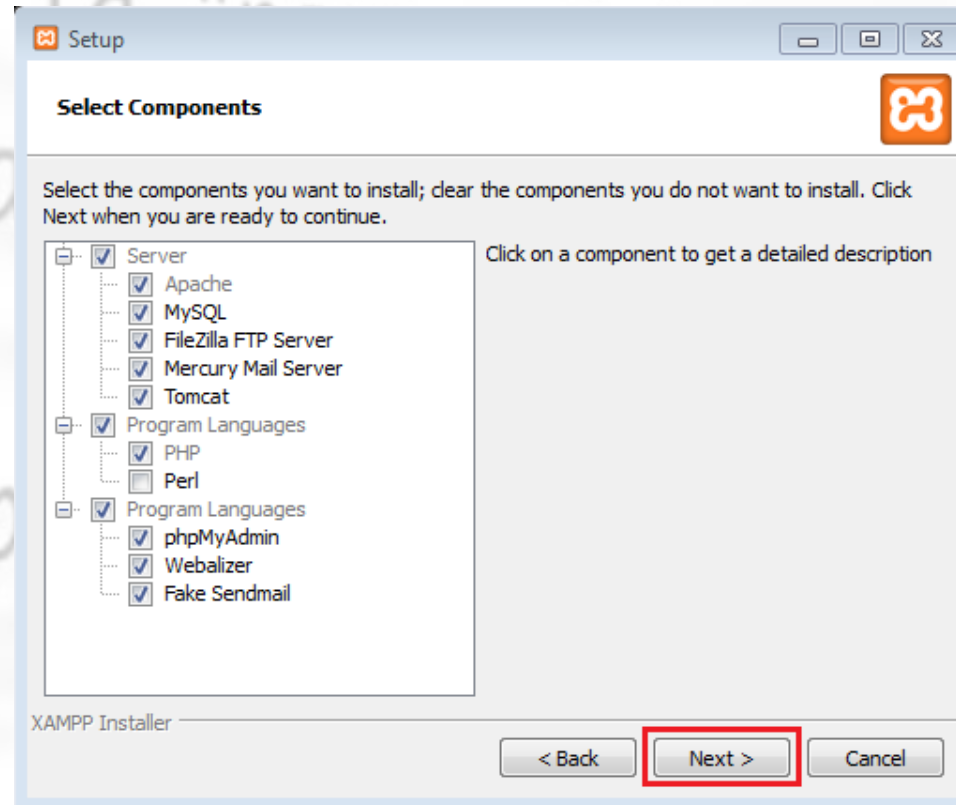 Setup
Select Components
Select the components you want to install; clear the components you do not want to install. Click
Next when you are ready to continue.
Server
Apache
MySQL
FileZilla FTP Server
Mercury Mail Server
Tomcat
Program Languages
PHP
Perl
Program Languages
phpMyAdmin
Webalizer
Fake Sendmail
Click on a component to get a detailed description
XAMPP Installer
< Back
Next >
Cancel